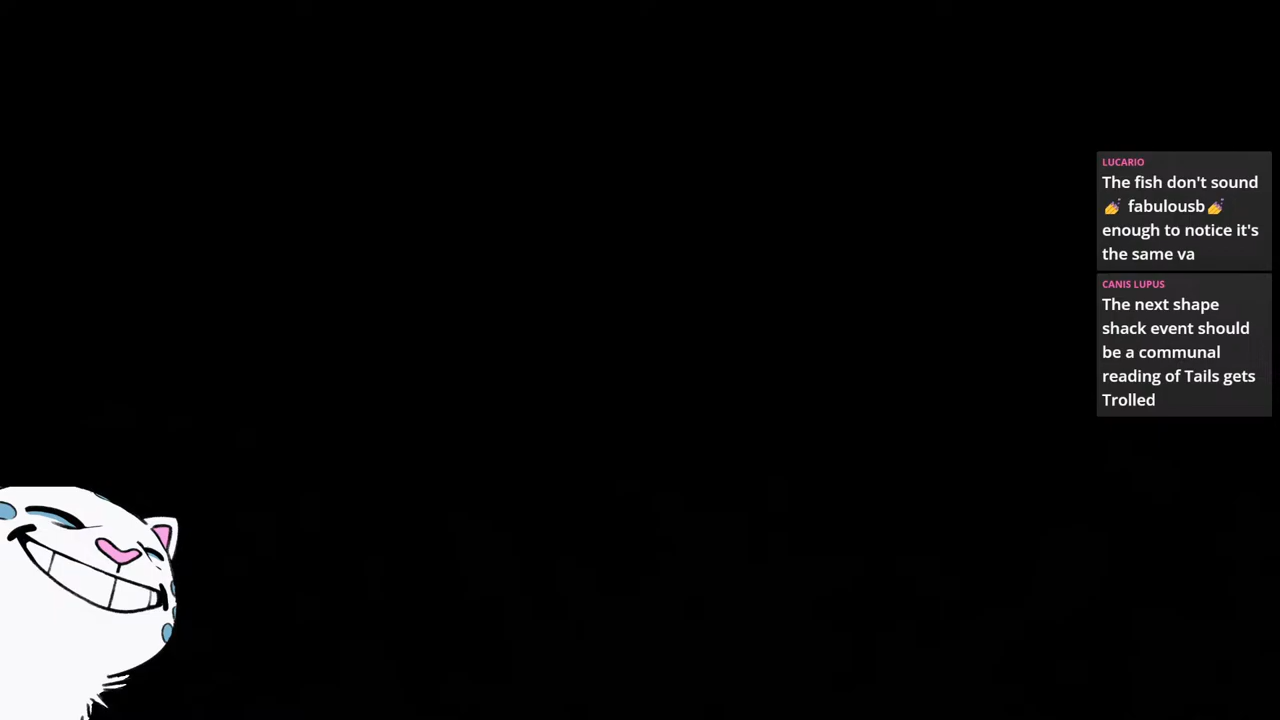 LUCARIO
The fish don't sound
💅 fabulousb💅
enough to notice it's
the same va
CANIS LUPUS
The next shape
shack event should
be a communal
reading of Tails gets
Trolled